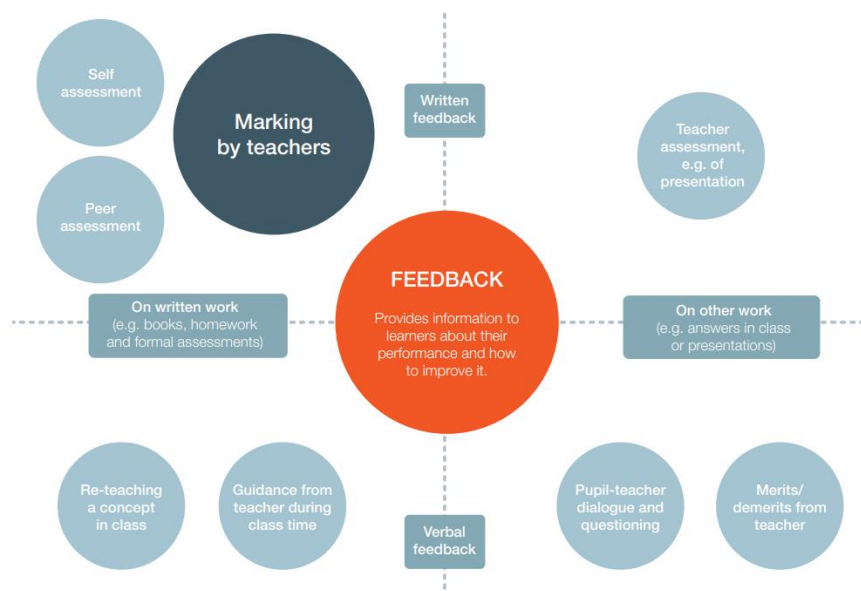 Self
assessment
Marking
by teachers
Written
feedback
Teacher
assessment,
e.g. of
presentation
Peer
assessment
FEEDBACK
Provides information to
learners about their
performance and how
to improve it.
On written work
(e.g. books, homework
and formal assessments)
On other work
(e.g. answers in class
or presentations)
Re-teaching
a concept
in class
Guidance from
teacher during
class time
Verbal
feedback
Pupil-teacher
dialogue and
questioning
Merits/
demerits from
teacher